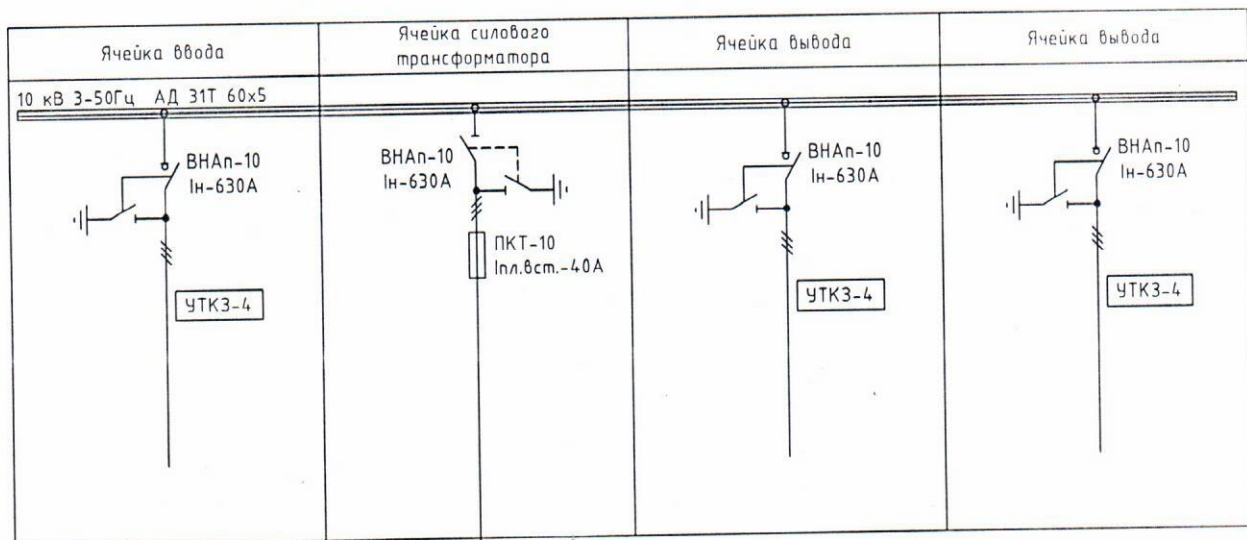 Ячейка ввода
Ячейка силового
трансформатора
Ячейка вывода
Ячейка вывода
10 кВ 3-50Гц АД 31Т 60х5
ВНАп-10
Iн-630А
ВНАп-10
Iн-630А
ВНАп-10
Iн-630А
ВНАп-10
Iн-630А
ПКТ-10
Iпл.вст.-40А
УТКЗ-4
УТКЗ-4
УТКЗ-4